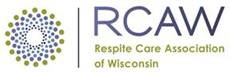 RCAW
Respite Care Association
of Wisconsin